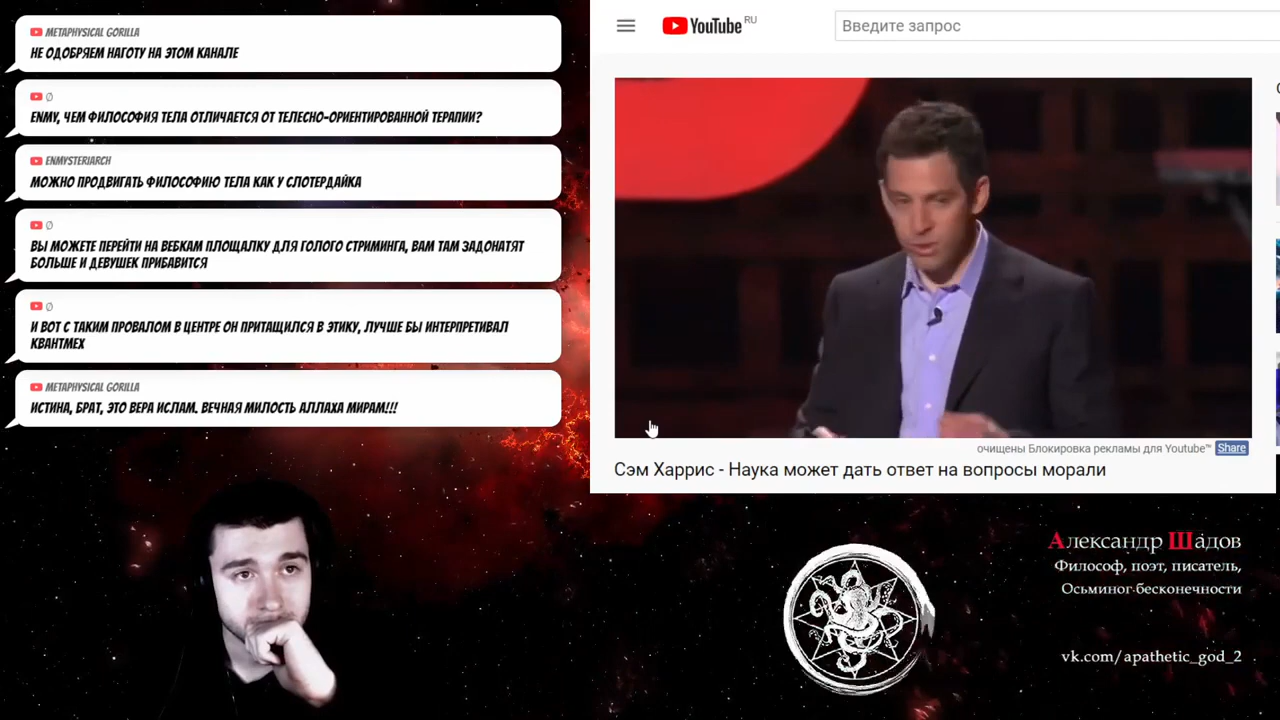 METAPHYSICAL GORILLA
НЕ ОДОБРЯЕМ НАГОТУ НА ЭТОМ КАНАЛЕ
Ø
ENMY, ЧЕМ ФИЛОСОФИЯ ТЕЛА ОТЛИЧАЕТСЯ ОТ ТЕЛЕСНО-ОРИЕНТИРОВАННОЙ ТЕРАПИИ?
ENMYSTERIARCH
МОЖНО ПРОДВИГАТЬ ФИЛОСОФИЮ ТЕЛА КАК У СЛОТЕРДАЙКА
Ø
ВЫ МОЖЕТЕ ПЕРЕЙТИ НА ВЕБКАМ ПЛОЩАЛКУ ДЛЯ ГОЛОГО СТРИМИНГА, ВАМ ТАМ ЗАДОНАТЯТ
БОЛЬШЕ И ДЕВУШЕК ПРИБАВИТСЯ
Ø
И ВОТ С ТАКИМ ПРОВАЛОМ В ЦЕНТРЕ ОН ПРИТАЩИЛСЯ В ЭТИКУ, ЛУЧШЕ БЫ ИНТЕРПРЕТИВАЛ
КВАНТМЕХ
METAPHYSICAL GORILLA
ИСТИНА, БРАТ, ЭТО ВЕРА ИСЛАМ. ВЕЧНАЯ МИЛОСТЬ АЛЛАХА МИРАМ!!!
YouTube RU
Введите запрос
очищены Блокировка рекламы для Youtube™ Share
Сэм Харрис - Наука может дать ответ на вопросы морали
Александр Шадов
Философ, поэт, писатель,
Осьминог бесконечности
vk.com/apathetic_god_2